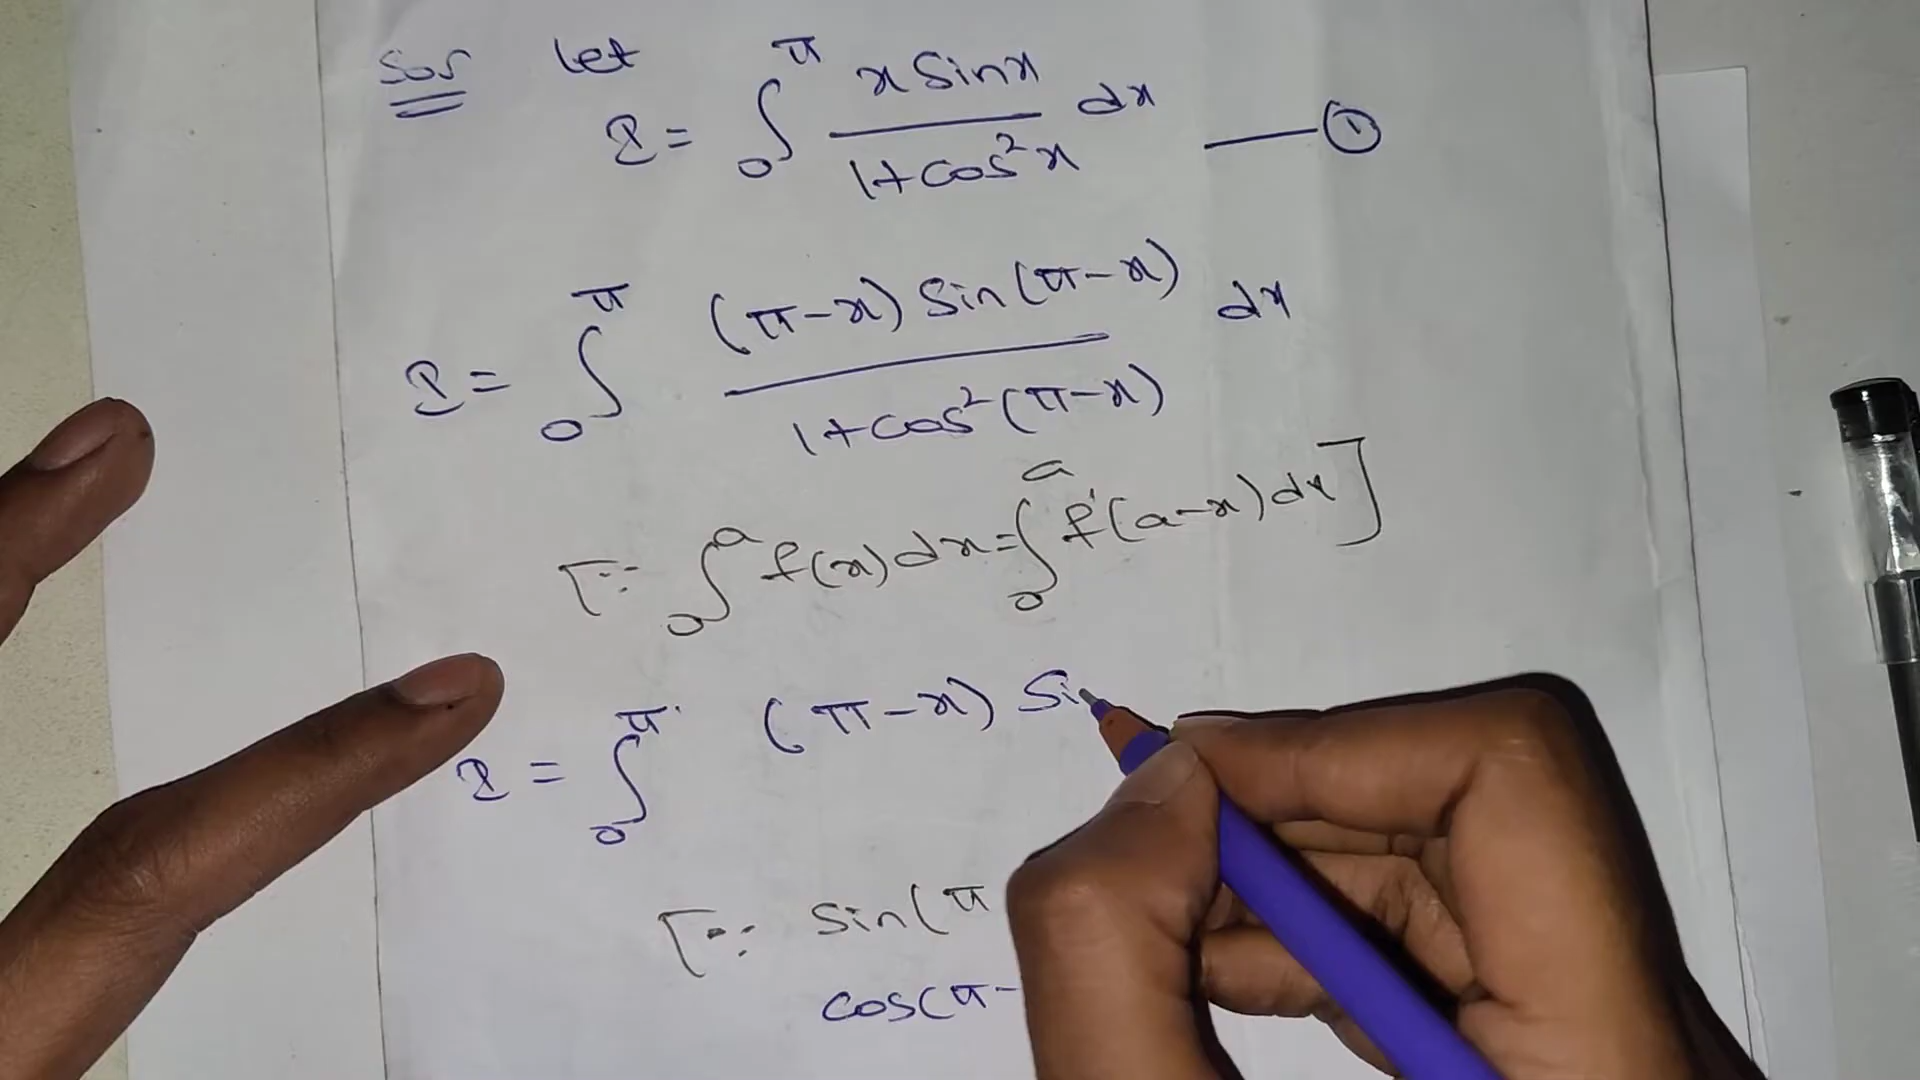 Sol Let
I = ∫₀^π x Sinx / 1+cos²x dx —— ①
I = ∫₀^π (π-x) Sin(π-x) / 1+cos²(π-x) dx
[∵ ∫₀^a f(x)dx = ∫₀^a f(a-x)dx]
I = ∫₀^π (π-x) Si
[∵ Sin(π
cos(π-